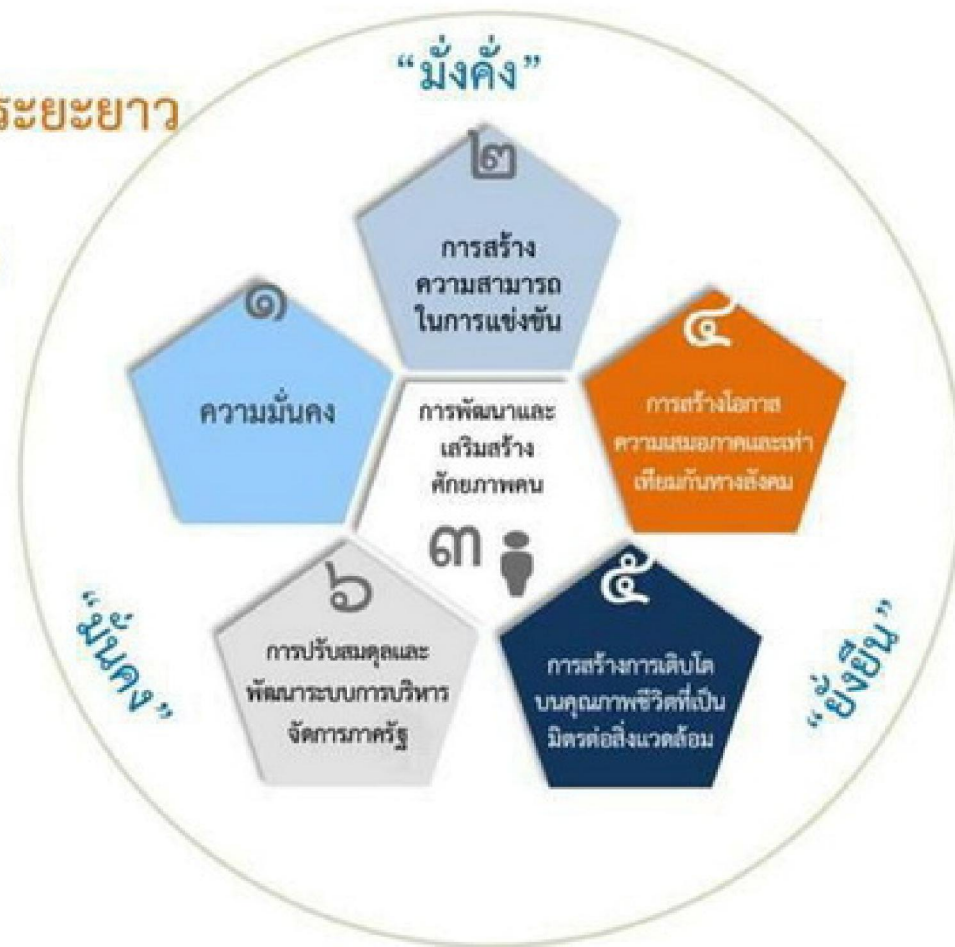 ระยะยาว
“มั่งคั่ง”
๑
ความมั่นคง
๒
การสร้าง
ความสามารถ
ในการแข่งขัน
การพัฒนาและ
เสริมสร้าง
ศักยภาพคน
๓
๔
การสร้างโอกาส
ความเสมอภาคและเท่า
เทียมกันทางสังคม
๕
การสร้างการเติบโต
บนคุณภาพชีวิตที่เป็น
มิตรต่อสิ่งแวดล้อม
๖
การปรับสมดุลและ
พัฒนาระบบการบริหาร
จัดการภาครัฐ
“มั่นคง”
“ยั่งยืน”